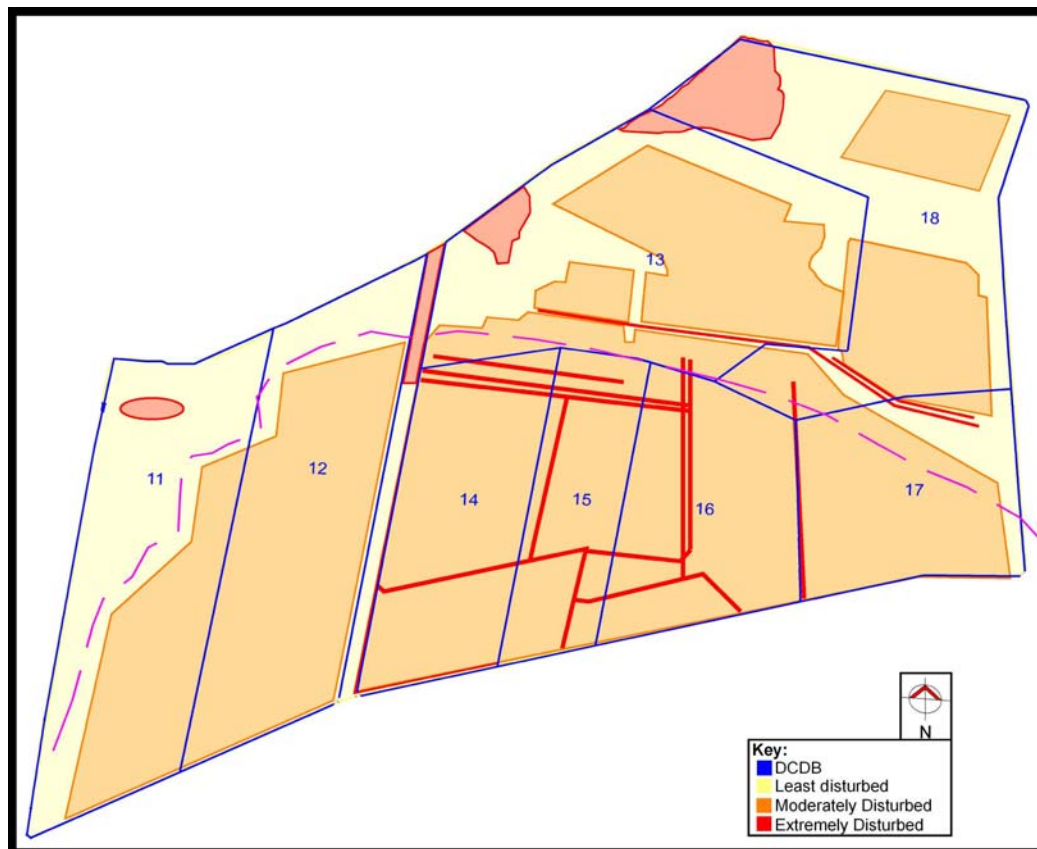 18
13
11
12
14
15
16
17
N
Key:
DCDB
Least disturbed
Moderately Disturbed
Extremely Disturbed